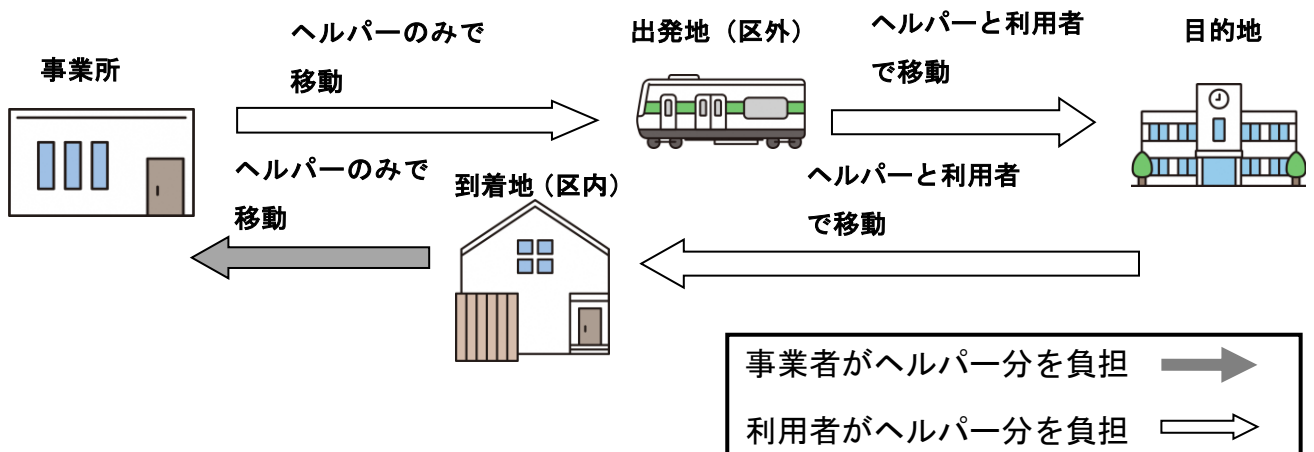 事業所
ヘルパーのみで
移動
出発地（区外）
ヘルパーと利用者
で移動
目的地
ヘルパーのみで
移動
到着地（区内）
ヘルパーと利用者
で移動
事業者がヘルパー分を負担
利用者がヘルパー分を負担